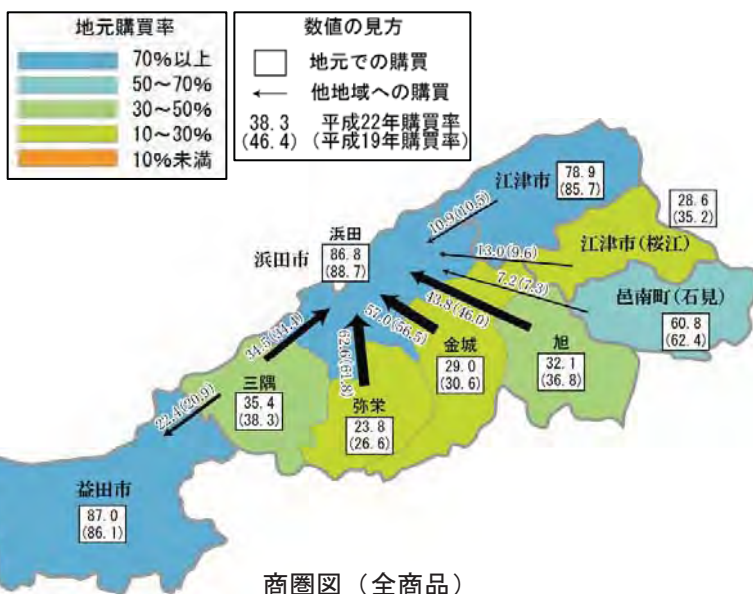 地元購買率
70%以上
50〜70%
30〜50%
10〜30%
10%未満
数値の見方
地元での購買
他地域への購買
38.3 平成22年購買率
(46.4) (平成19年購買率)
江津市
78.9
(85.7)
28.6
(35.2)
江津市(桜江)
10.9(10.5)
浜田市
浜田
86.8
(88.7)
13.0(9.6)
7.2(7.3)
邑南町(石見)
60.8
(62.4)
43.8(46.0)
57.0(56.5)
62.6(61.8)
34.5(34.4)
旭
32.1
(36.8)
金城
29.0
(30.6)
弥栄
23.8
(26.6)
三隅
35.4
(38.3)
22.4(20.9)
益田市
87.0
(86.1)
商圏図(全商品)